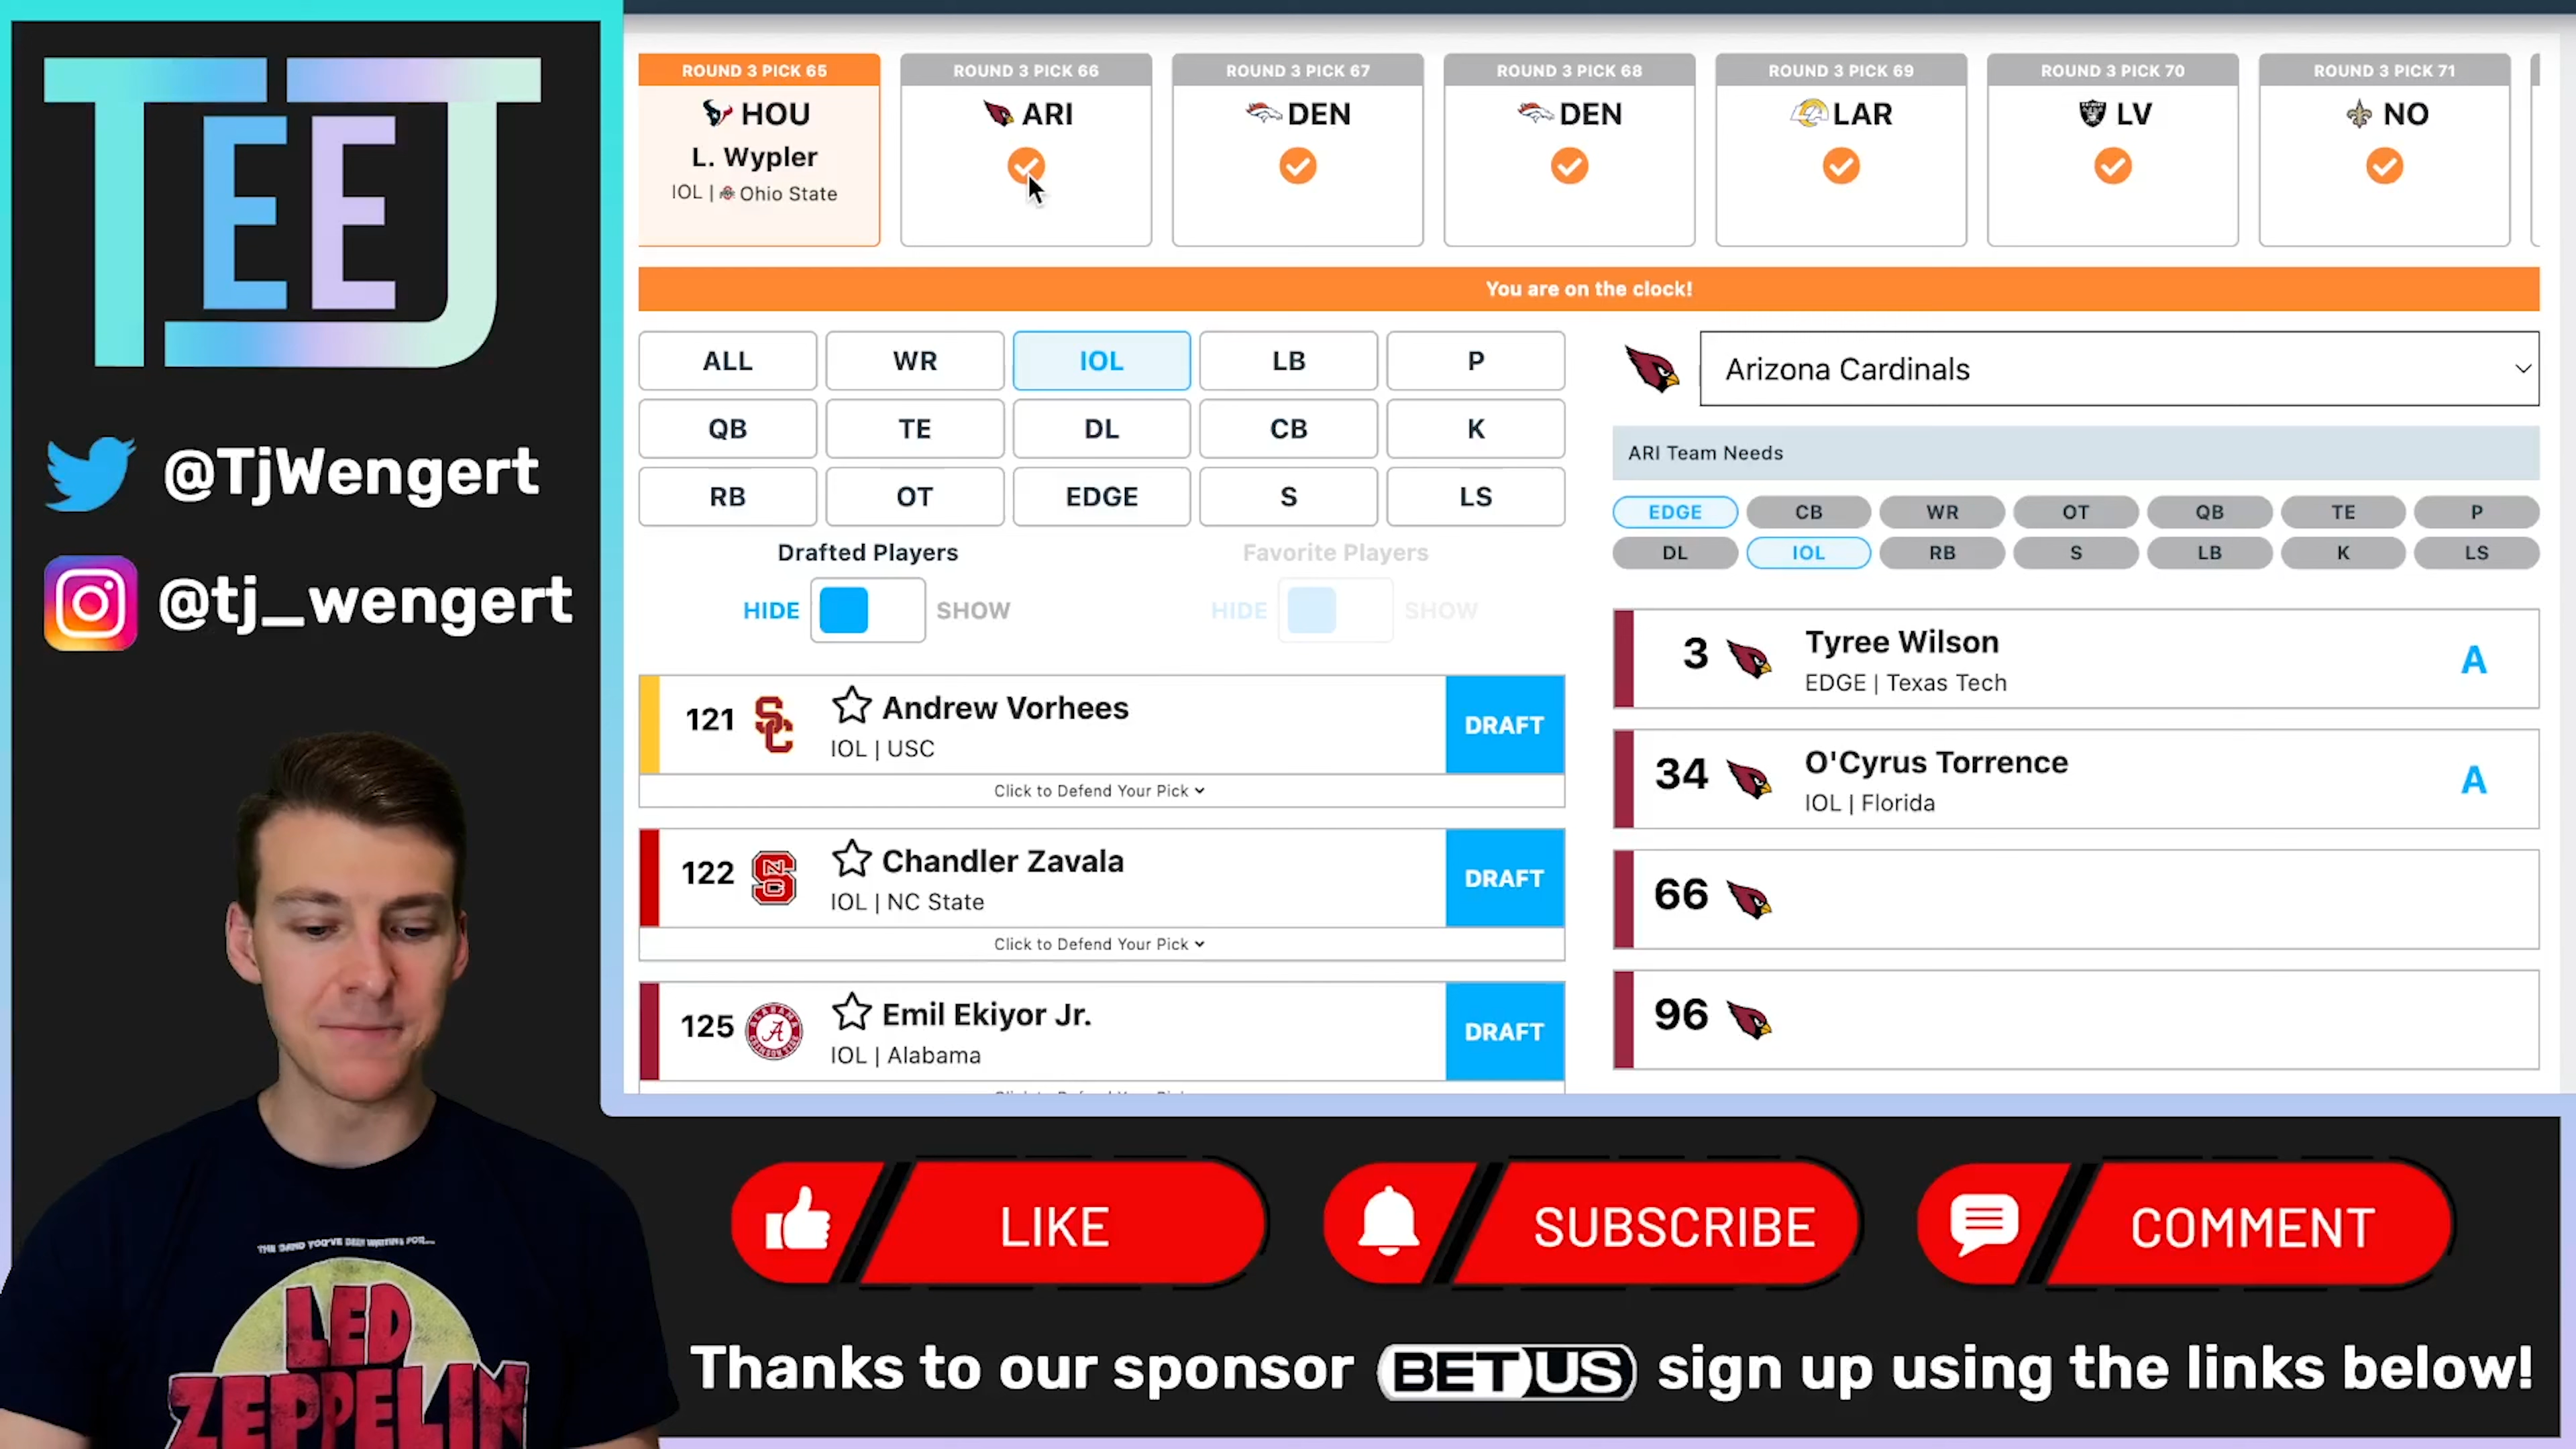 TEEJ
@TjWengert
@tj_wengert
ROUND 3 PICK 65
HOU
L. Wypler
IOL | Ohio State
ROUND 3 PICK 66
ARI
ROUND 3 PICK 67
DEN
ROUND 3 PICK 68
DEN
ROUND 3 PICK 69
LAR
ROUND 3 PICK 70
LV
ROUND 3 PICK 71
NO
You are on the clock!
ALL WR IOL LB P
QB TE DL CB K
RB OT EDGE S LS
Drafted Players
HIDE SHOW
Favorite Players
HIDE SHOW
121 Andrew Vorhees
IOL | USC
DRAFT
Click to Defend Your Pick
122 Chandler Zavala
IOL | NC State
DRAFT
Click to Defend Your Pick
125 Emil Ekiyor Jr.
IOL | Alabama
DRAFT
Arizona Cardinals
ARI Team Needs
EDGE CB WR OT QB TE P
DL IOL RB S LB K LS
3 Tyree Wilson A
EDGE | Texas Tech
34 O'Cyrus Torrence A
IOL | Florida
66
96
THE BAND YOU'VE BEEN WAITING FOR...
LED
ZEPPELIN
LIKE
SUBSCRIBE
COMMENT
Thanks to our sponsor BETUS sign up using the links below!